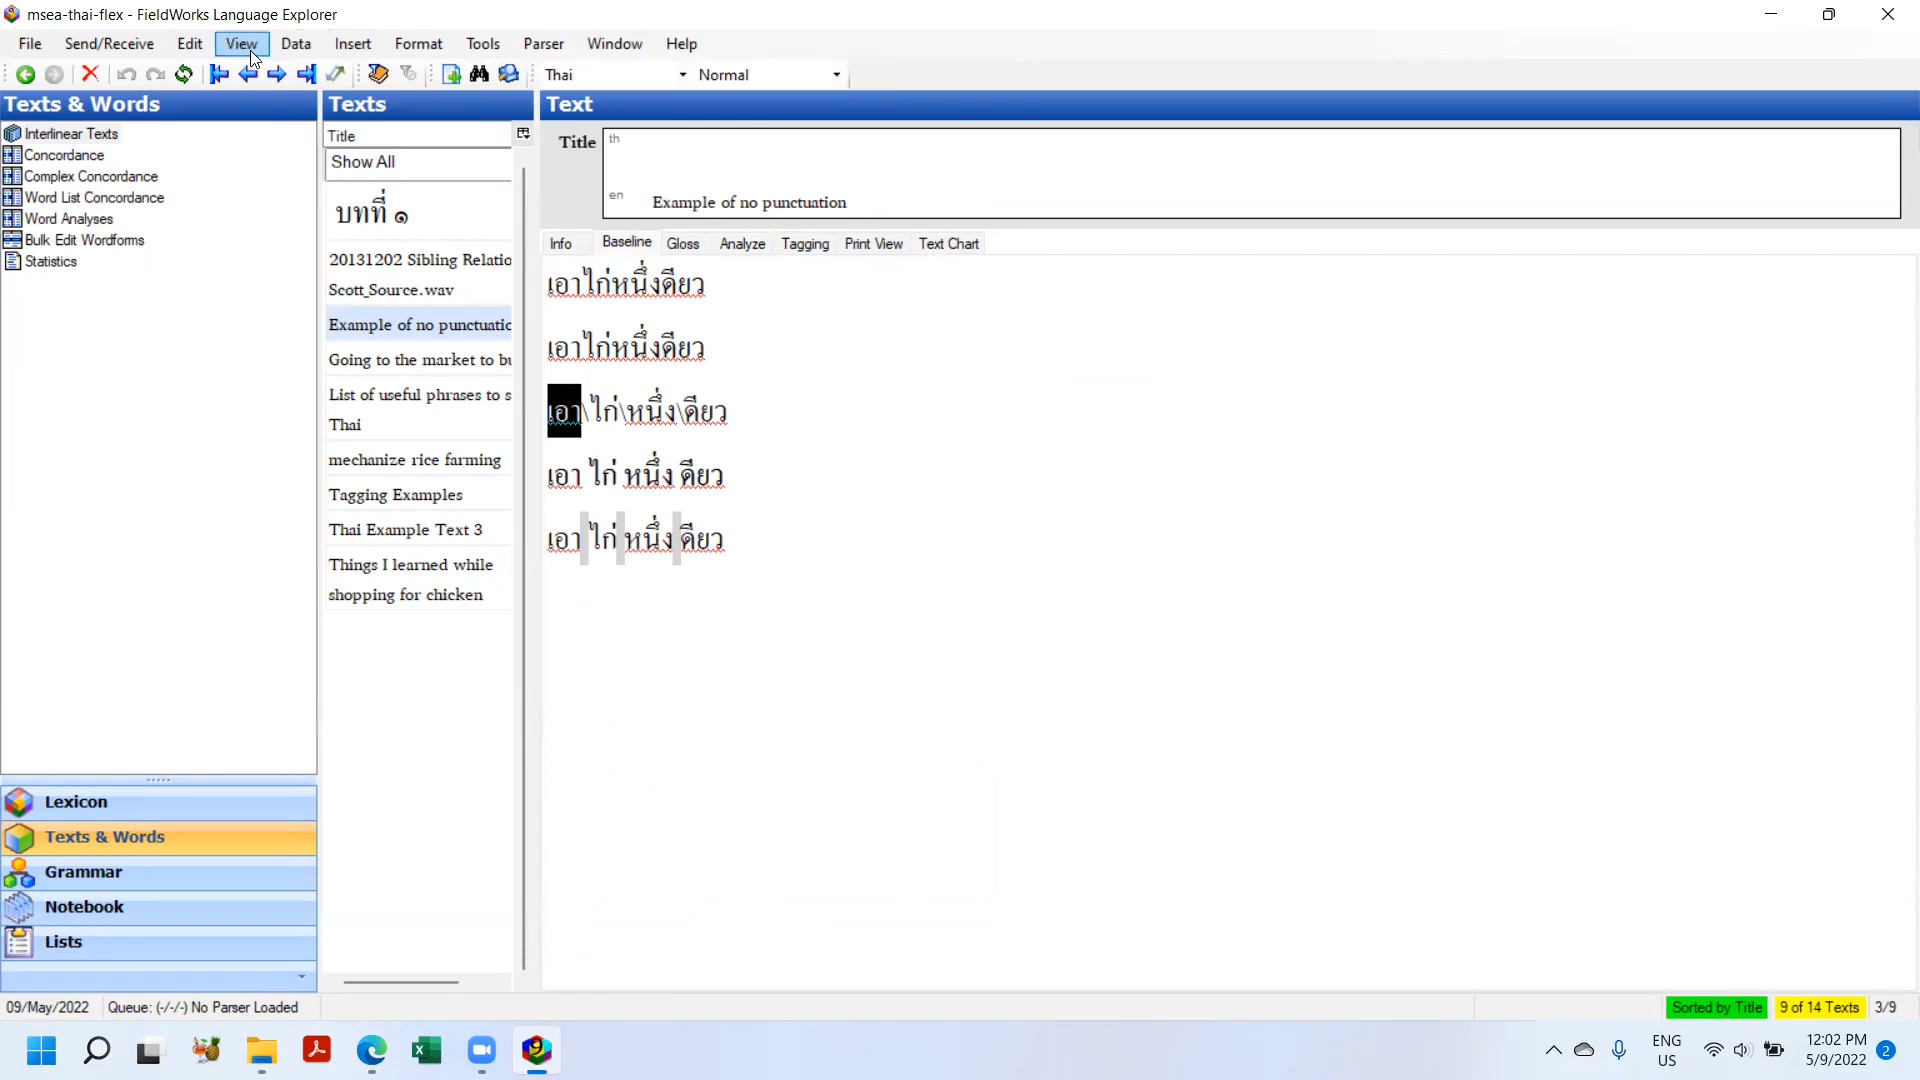 msea-thai-flex - FieldWorks Language Explorer
File Send/Receive Edit View Data Insert Format Tools Parser Window Help
Thai Normal
Texts & Words
Interlinear Texts
Concordance
Complex Concordance
Word List Concordance
Word Analyses
Bulk Edit Wordforms
Statistics
Lexicon
Texts & Words
Grammar
Notebook
Lists
Texts
Title
Show All
บทที่ ๑
20131202 Sibling Relatio
Scott_Source.wav
Example of no punctuatic
Going to the market to bu
List of useful phrases to s
Thai
mechanize rice farming
Tagging Examples
Thai Example Text 3
Things I learned while
shopping for chicken
Text
Title th
en Example of no punctuation
Info Baseline Gloss Analyze Tagging Print View Text Chart
เอาไก่หนึ่งดียว
เอาไก่หนึ่งดียว
เอา\ไก่\หนึ่ง\ดียว
เอา ไก่ หนึ่ง ดียว
เอา ไก่ หนึ่ง ดียว
09/May/2022 Queue: (-/-/-) No Parser Loaded Sorted by Title 9 of 14 Texts 3/9
ENG
US
12:02 PM
5/9/2022
2